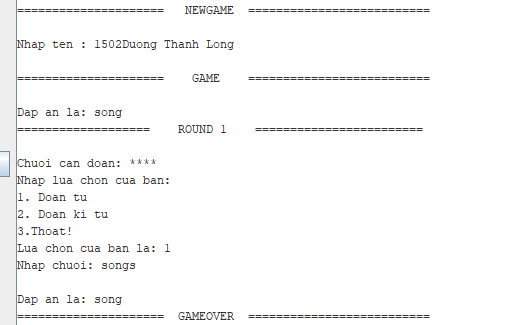 =====================   NEWGAME   ==========================
Nhap ten : 1502Duong Thanh Long
=====================    GAME     ==========================
Dap an la: song
===================    ROUND 1    ========================
Chuoi can doan: ****
Nhap lua chon cua ban:
1. Doan tu
2. Doan ki tu
3.Thoat!
Lua chon cua ban la: 1
Nhap chuoi: songs
Dap an la: song
=====================  GAMEOVER  ==========================